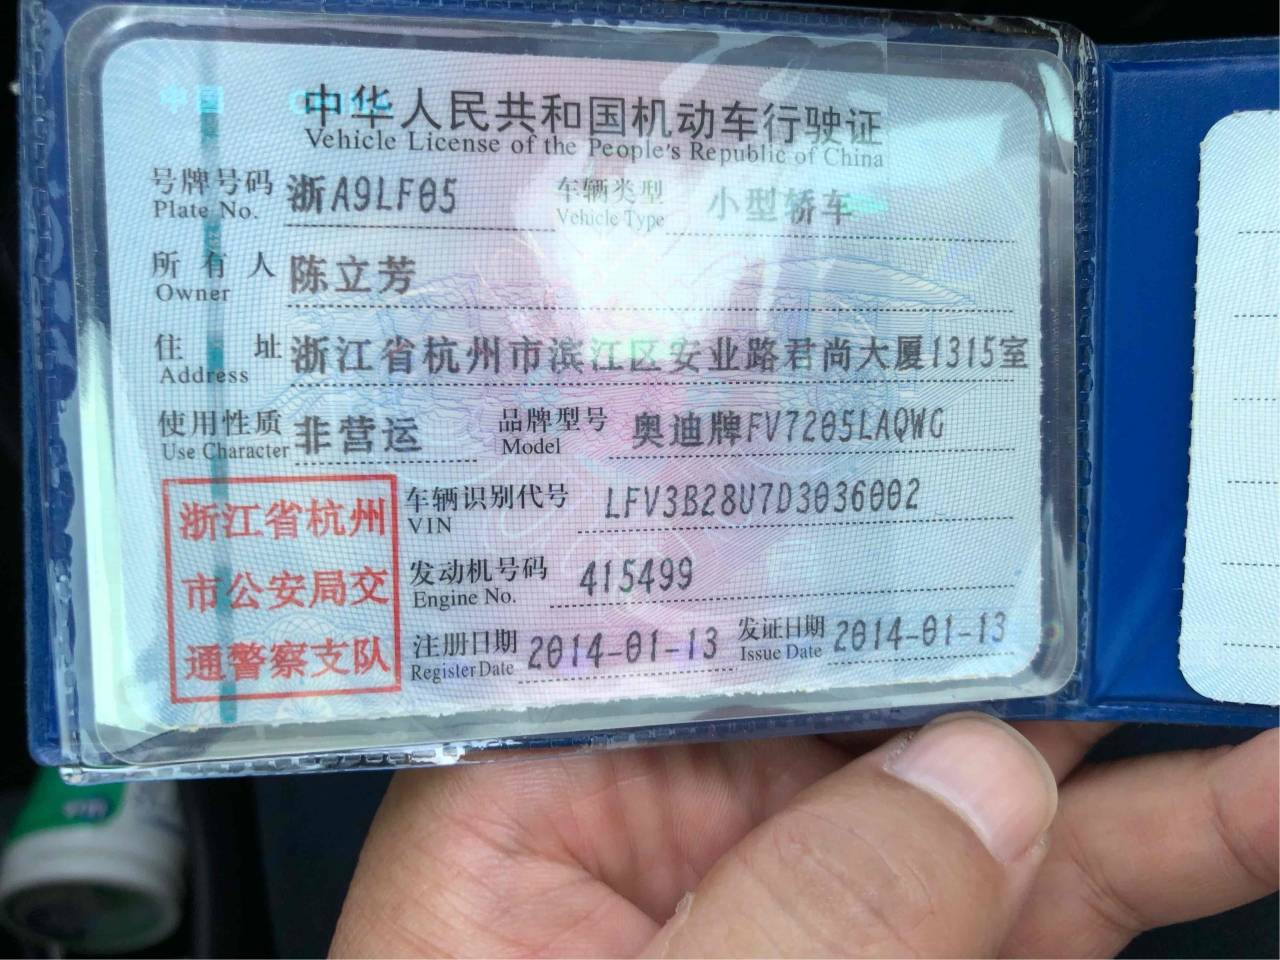 中华人民共和国机动车行驶证
Vehicle License of the People's Republic of China
号牌号码 浙A9LF05 车辆类型 小型轿车
Plate No. Vehicle Type
所有人 陈立芳
Owner
住址 浙江省杭州市滨江区安业路君尚大厦1315室
Address
使用性质 非营运 品牌型号 奥迪牌FV7205LAQWG
Use Character Model
浙江省杭州
市公安局交
通警察支队
车辆识别代号 LFV3B28U7D3036002
VIN
发动机号码 415499
Engine No.
注册日期 2014-01-13 发证日期 2014-01-13
Register Date Issue Date